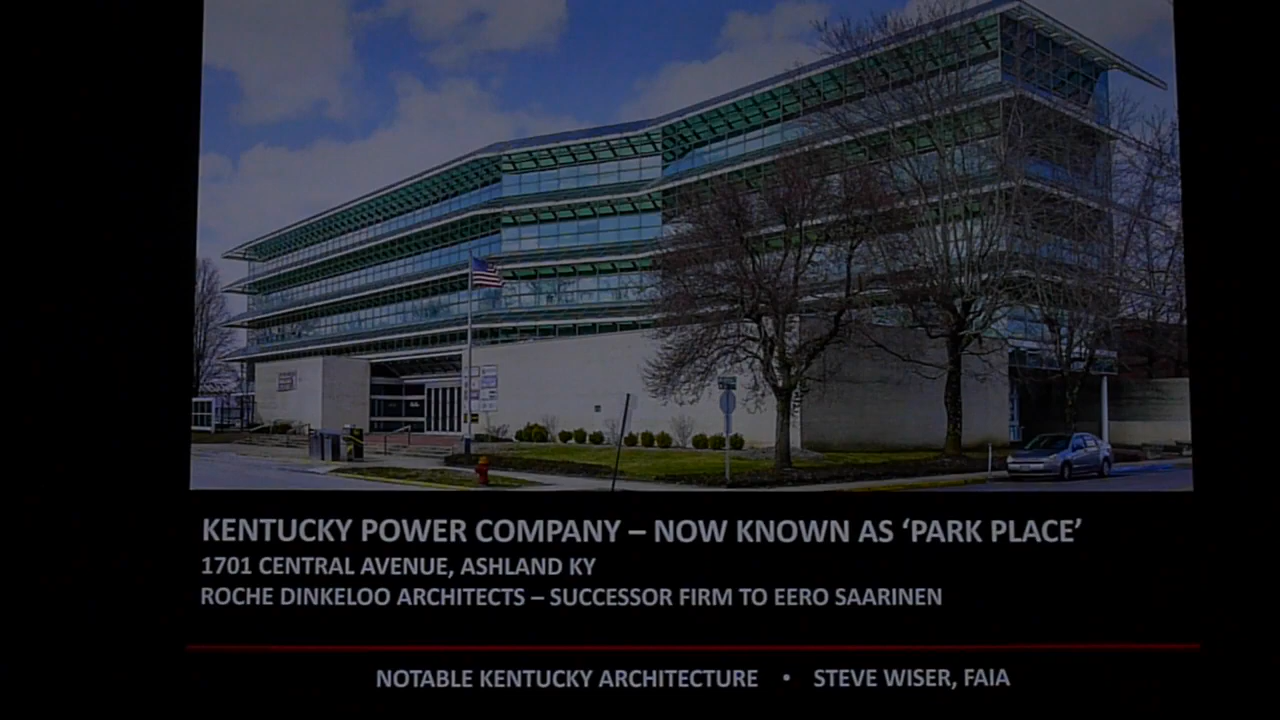 KENTUCKY POWER COMPANY – NOW KNOWN AS ‘PARK PLACE’
1701 CENTRAL AVENUE, ASHLAND KY
ROCHE DINKELOO ARCHITECTS – SUCCESSOR FIRM TO EERO SAARINEN
NOTABLE KENTUCKY ARCHITECTURE • STEVE WISER, FAIA